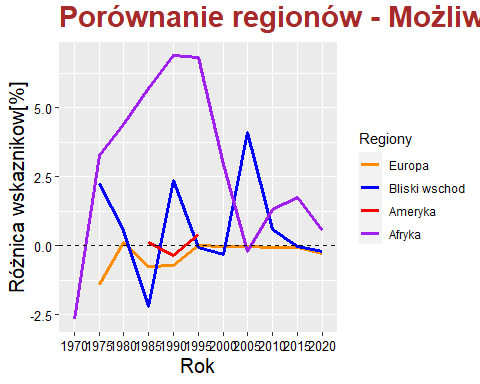 Porównanie regionów - Możliw
Różnica wskaznikow[%]
5.0
2.5
0.0
-2.5
1970 1975 1980 1985 1990 1995 2000 2005 2010 2015 2020
Rok
Regiony
Europa
Bliski wschod
Ameryka
Afryka